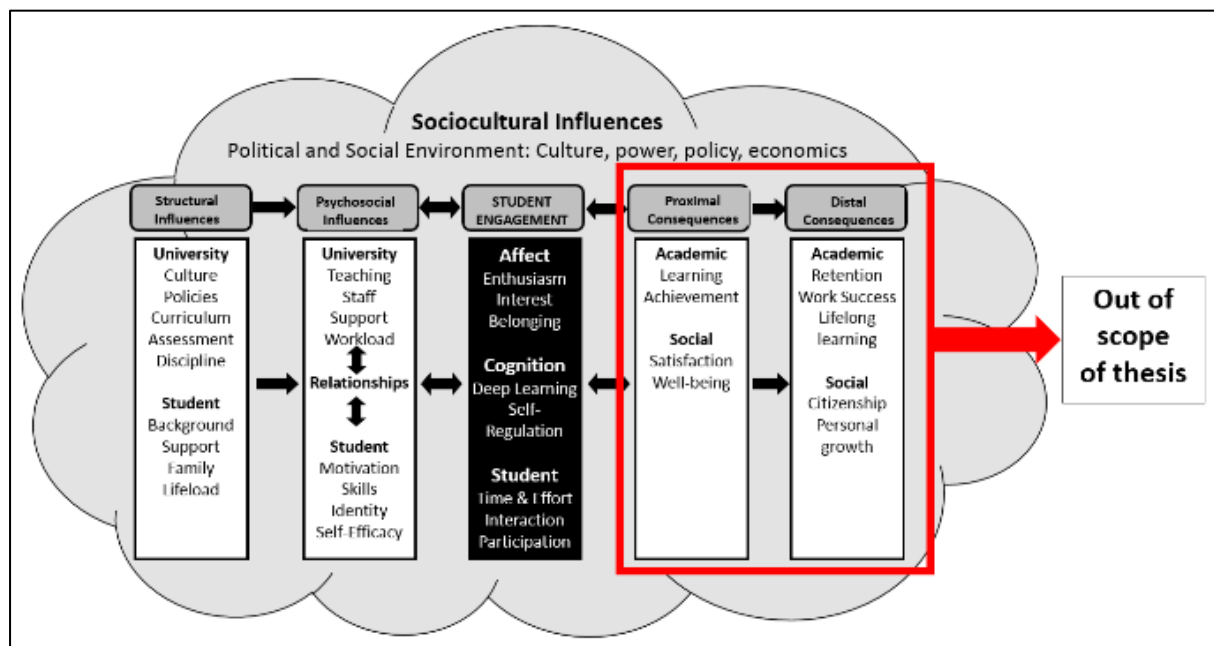 Sociocultural Influences
Political and Social Environment: Culture, power, policy, economics
Structural
Influences
Psychosocial
Influences
STUDENT
ENGAGEMENT
Proximal
Consequences
Distal
Consequences
University
Culture
Policies
Curriculum
Assessment
Discipline
Student
Background
Support
Family
Lifeload
University
Teaching
Staff
Support
Workload
Relationships
Student
Motivation
Skills
Identity
Self-Efficacy
Affect
Enthusiasm
Interest
Belonging
Cognition
Deep Learning
Self-
Regulation
Student
Time & Effort
Interaction
Participation
Academic
Learning
Achievement
Social
Satisfaction
Well-being
Academic
Retention
Work Success
Lifelong
learning
Social
Citizenship
Personal
growth
Out of
scope
of thesis